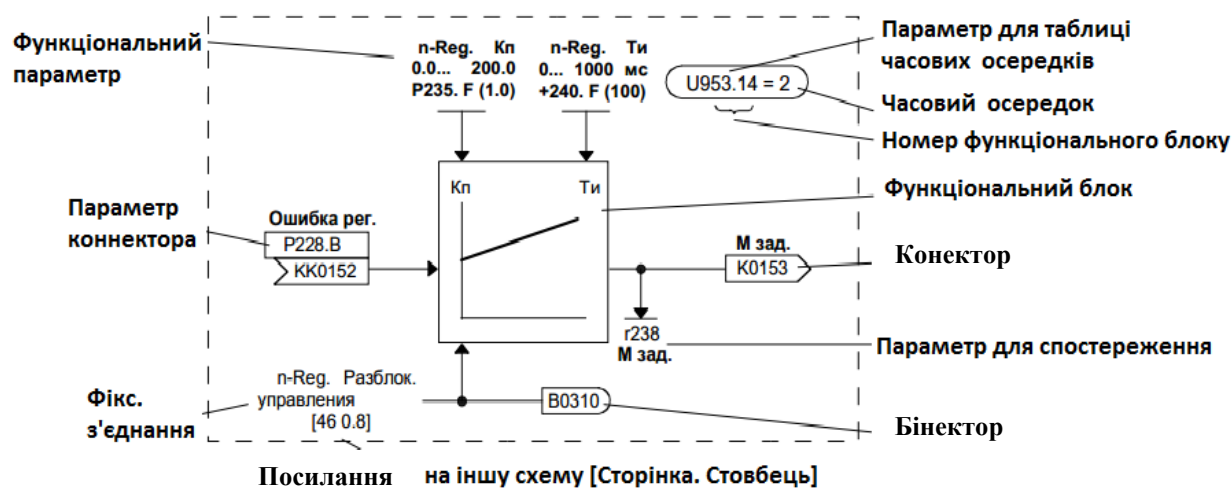 Функціональний
параметр
n-Reg. Кп
0.0... 200.0
P235. F (1.0)
n-Reg. Ти
0... 1000 мс
+240. F (100)
U953.14 = 2
Параметр для таблиці
часових осередків
Часовий осередок
Номер функціонального блоку
Функціональний блок
Кп
Ти
Параметр
коннектора
Ошибка рег.
P228.B
KK0152
М зад.
K0153
Конектор
r238
М зад.
Параметр для спостереження
n-Reg. Разблок.
управления
[46 0.8]
Фікс.
з'єднання
B0310
Бінектор
Посилання на іншу схему [Сторінка. Стовбець]